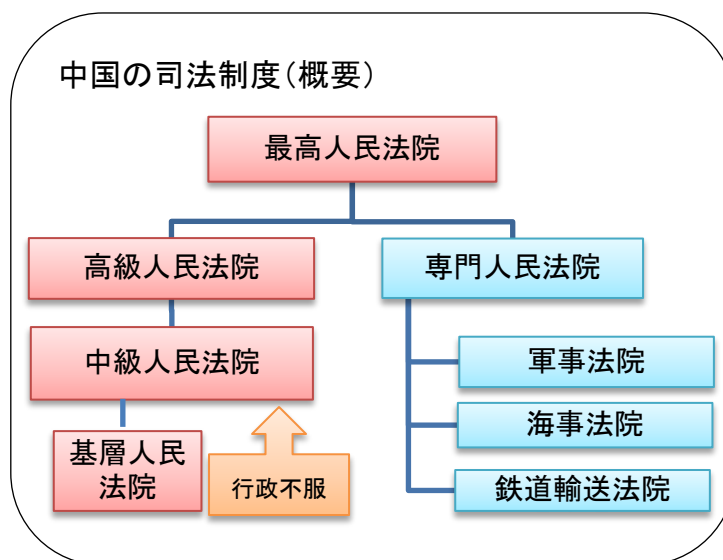 中国の司法制度(概要)
最高人民法院
高級人民法院
専門人民法院
中級人民法院
軍事法院
海事法院
基層人民
法院
行政不服
鉄道輸送法院